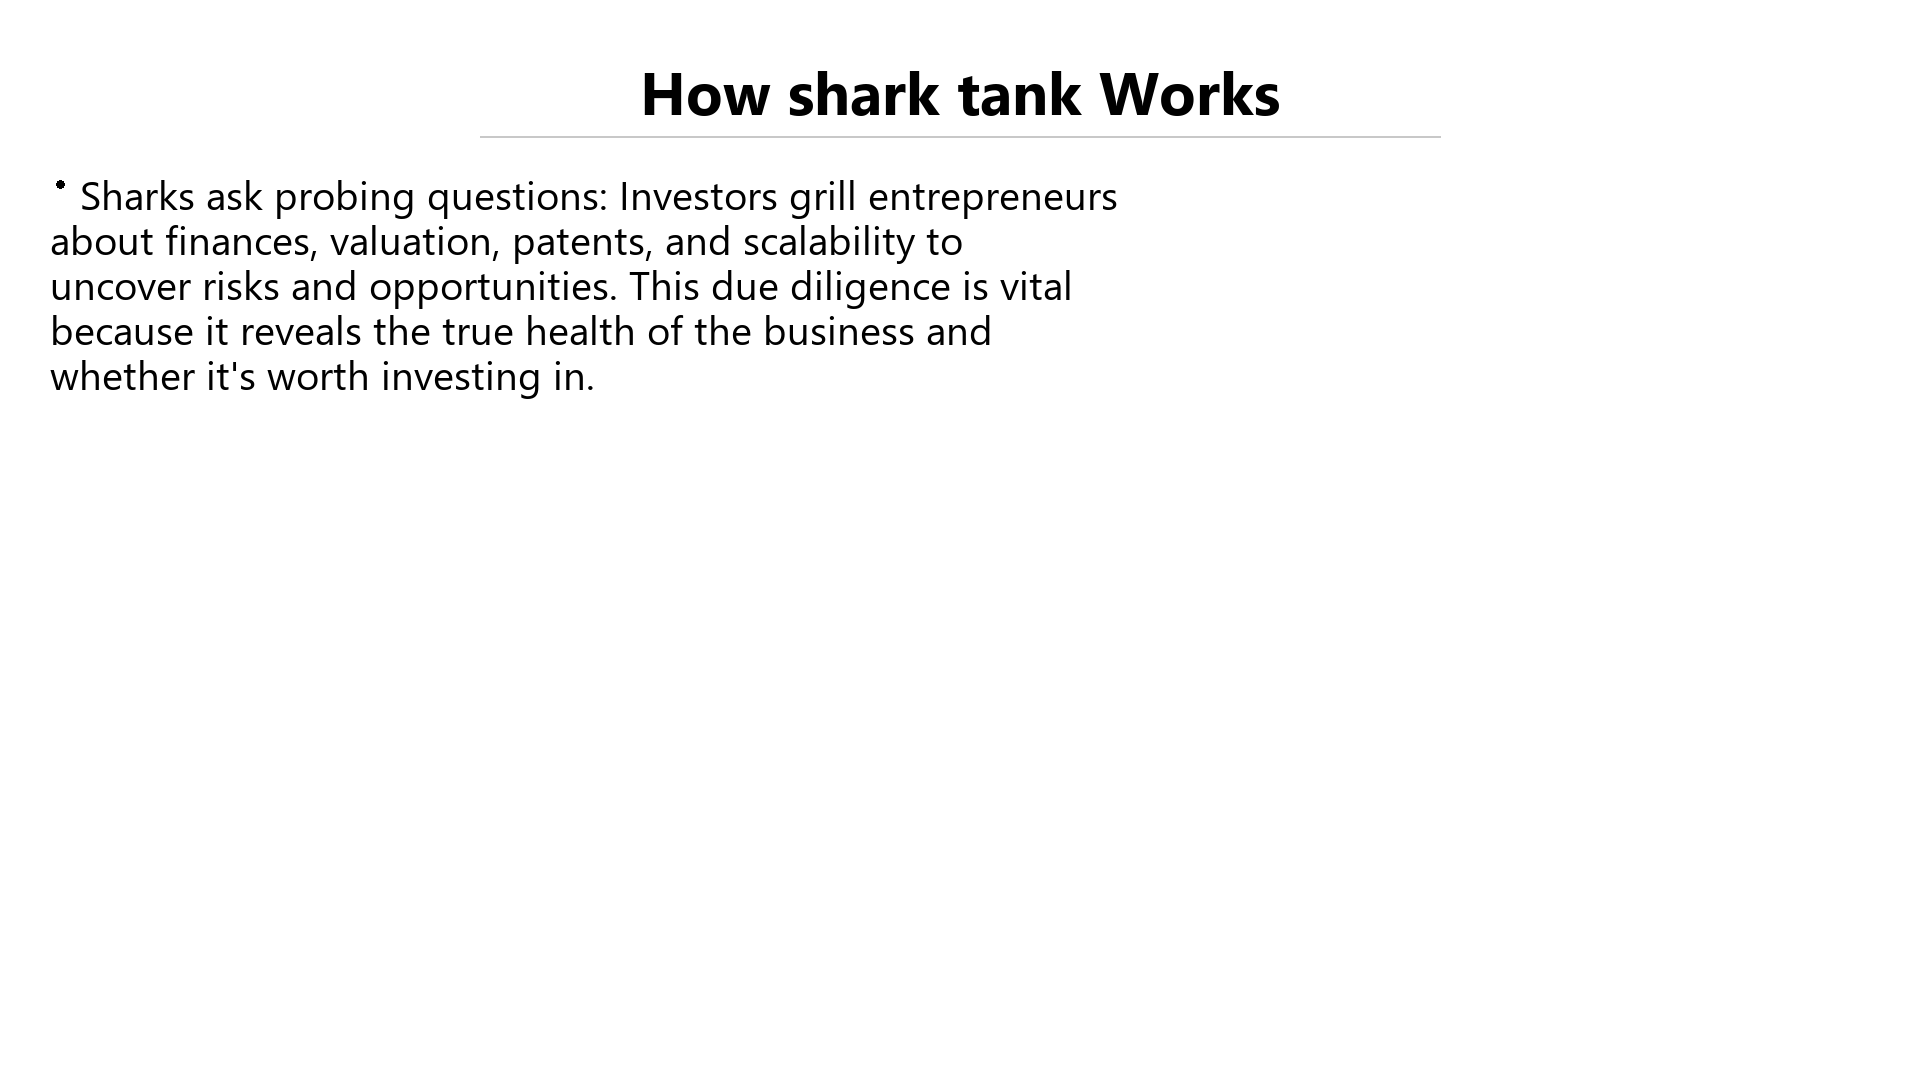 How shark tank Works
• Sharks ask probing questions: Investors grill entrepreneurs
about finances, valuation, patents, and scalability to
uncover risks and opportunities. This due diligence is vital
because it reveals the true health of the business and
whether it's worth investing in.